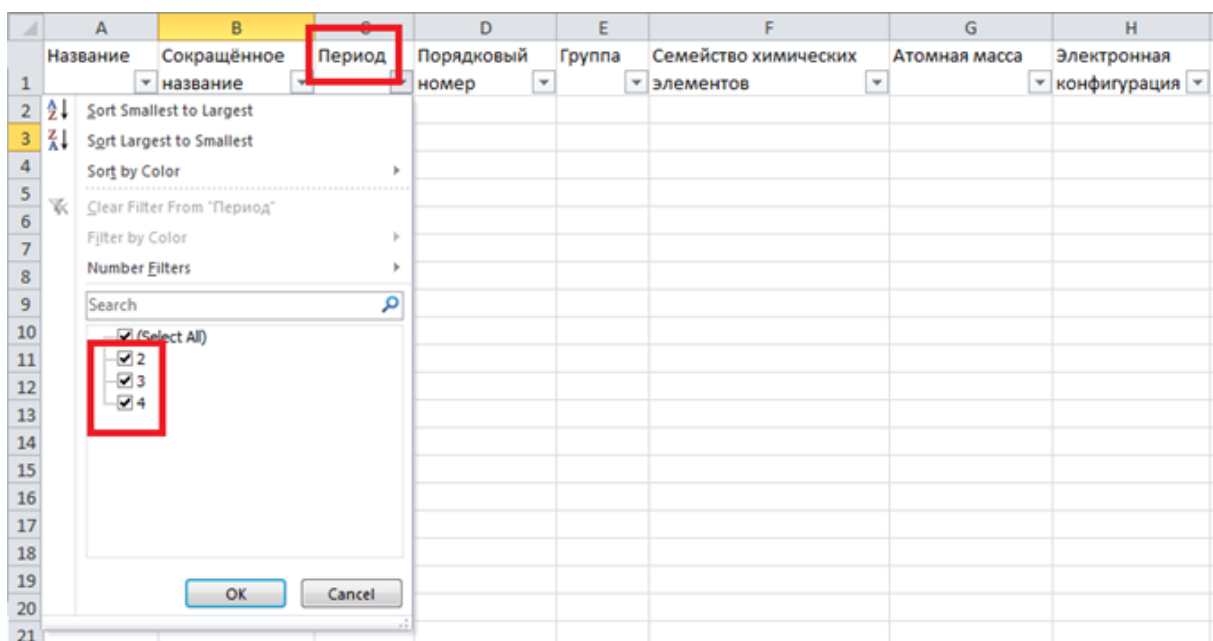 A B C D E F G H
Название Сокращённое Период Порядковый Группа Семейство химических Атомная масса Электронная
1 название номер элементов конфигурация
2 Sort Smallest to Largest
3 Sort Largest to Smallest
4 Sort by Color
5
6 Clear Filter From "Период"
7 Filter by Color
8 Number Filters
9 Search
10 (Select All)
11 2
12 3
13 4
14
15
16
17
18
19 OK Cancel
20
21